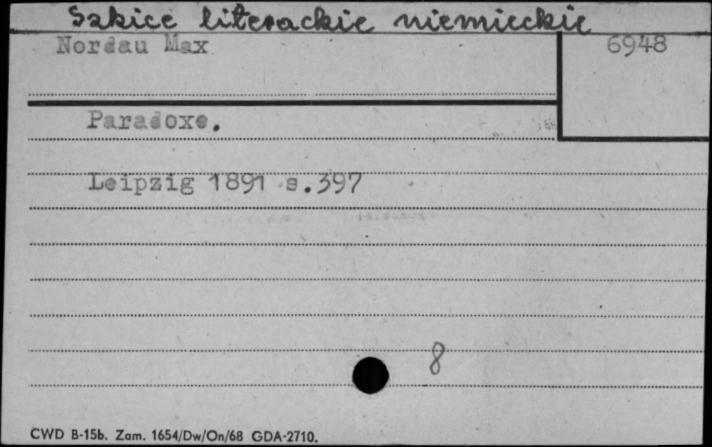 Szkice literackie niemieckie
Nordau Max
6948
Paradoxe.
Leipzig 1891 s.397
8
CWD B-15b. Zam. 1654/Dw/On/68 GDA-2710.